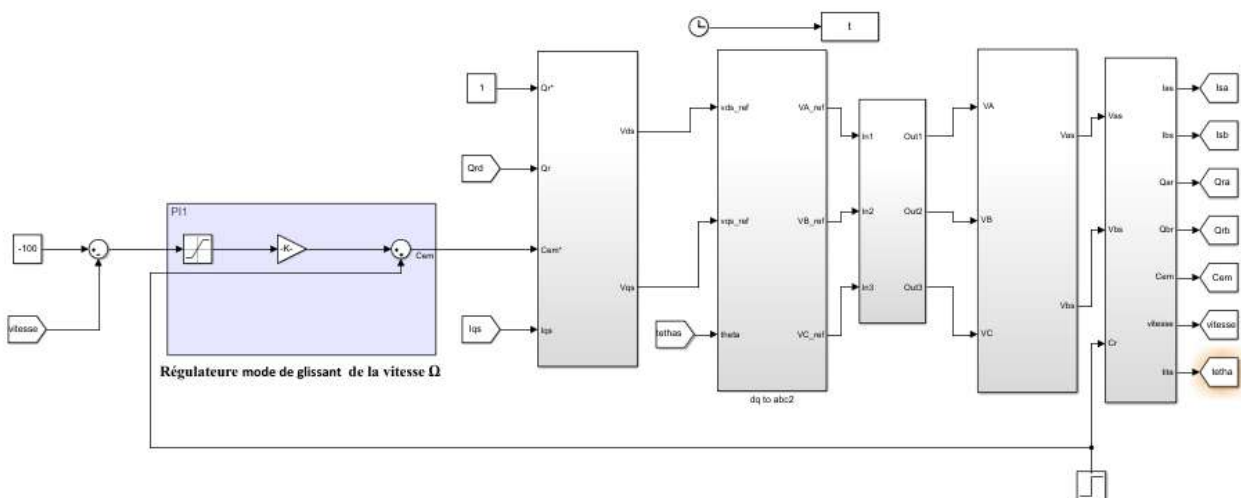 t
1
Qr*
Qrd
Qr
Vds
Cem*
Vqs
Iqs
Iqs
PI1
-100
-K-
Cem
vitesse
Régulateure mode de glissant de la vitesse Ω
vds_ref
VA_ref
vqs_ref
VB_ref
tethas
theta
VC_ref
dq to abc2
In1
Out1
In2
Out2
In3
Out3
VA
Vas
VB
Vbs
VC
Vas
Ias
Isa
Ibs
Isb
Qar
Qra
Vbs
Qbr
Qrb
Cem
Cem
vitesse
vitesse
Cr
tetha